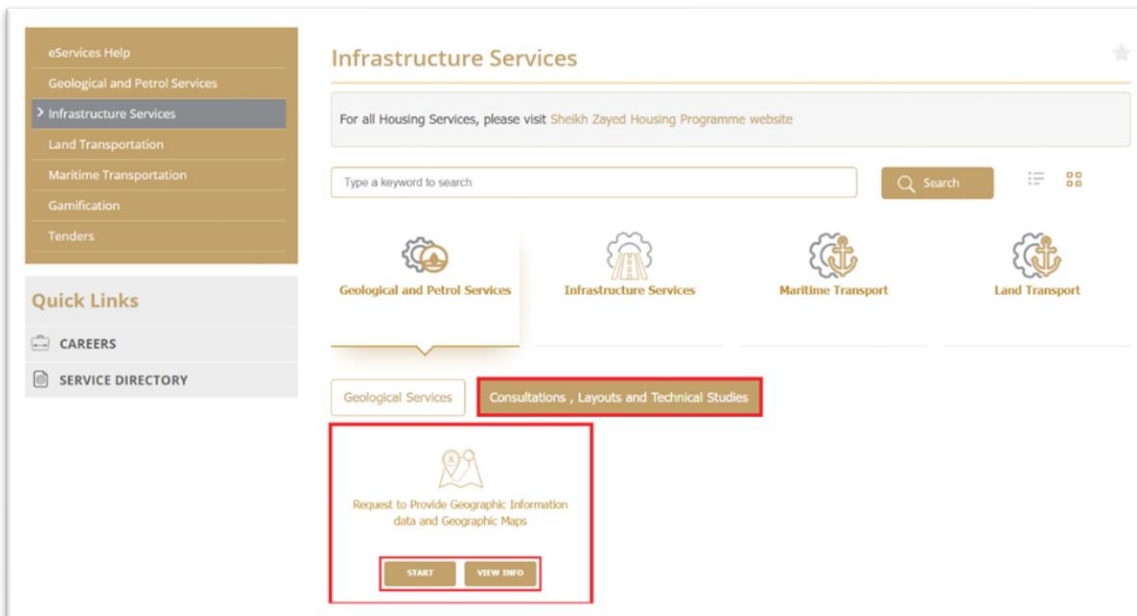 eServices Help
Geological and Petrol Services
Infrastructure Services
Land Transportation
Maritime Transportation
Gamification
Tenders
Quick Links
CAREERS
SERVICE DIRECTORY
Infrastructure Services
For all Housing Services, please visit Sheikh Zayed Housing Programme website
Type a keyword to search
Search
Geological and Petrol Services
Infrastructure Services
Maritime Transport
Land Transport
Geological Services
Consultations , Layouts and Technical Studies
Request to Provide Geographic Information
data and Geographic Maps
START
VIEW INFO